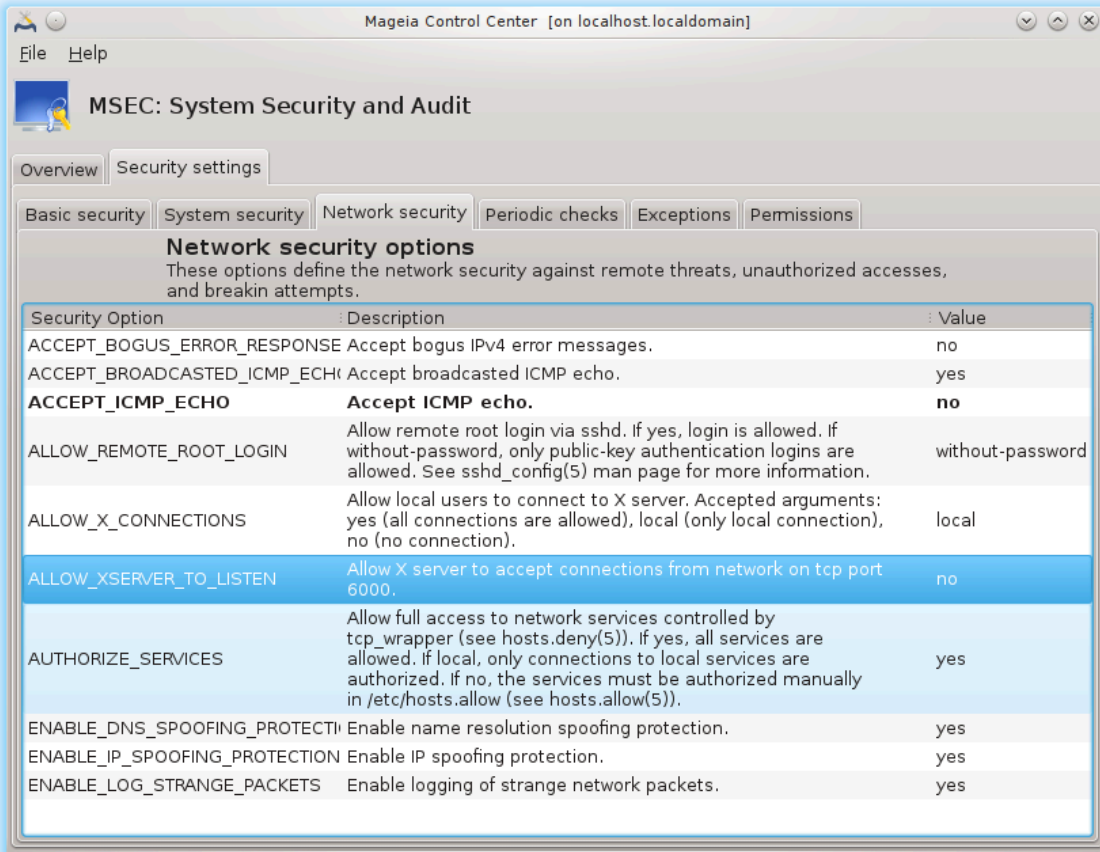 Mageia Control Center [on localhost.localdomain]
File Help
MSEC: System Security and Audit
Overview Security settings
Basic security System security Network security Periodic checks Exceptions Permissions
Network security options
These options define the network security against remote threats, unauthorized accesses,
and breakin attempts.
Security Option Description Value
ACCEPT_BOGUS_ERROR_RESPONSE Accept bogus IPv4 error messages. no
ACCEPT_BROADCASTED_ICMP_ECH Accept broadcasted ICMP echo. yes
ACCEPT_ICMP_ECHO Accept ICMP echo. no
Allow remote root login via sshd. If yes, login is allowed. If
ALLOW_REMOTE_ROOT_LOGIN without-password, only public-key authentication logins are without-password
allowed. See sshd_config(5) man page for more information.
Allow local users to connect to X server. Accepted arguments:
ALLOW_X_CONNECTIONS yes (all connections are allowed), local (only local connection), local
no (no connection).
ALLOW_XSERVER_TO_LISTEN Allow X server to accept connections from network on tcp port no
6000.
Allow full access to network services controlled by
tcp_wrapper (see hosts.deny(5)). If yes, all services are
AUTHORIZE_SERVICES allowed. If local, only connections to local services are yes
authorized. If no, the services must be authorized manually
in /etc/hosts.allow (see hosts.allow(5)).
ENABLE_DNS_SPOOFING_PROTECTI Enable name resolution spoofing protection. yes
ENABLE_IP_SPOOFING_PROTECTION Enable IP spoofing protection. yes
ENABLE_LOG_STRANGE_PACKETS Enable logging of strange network packets. yes